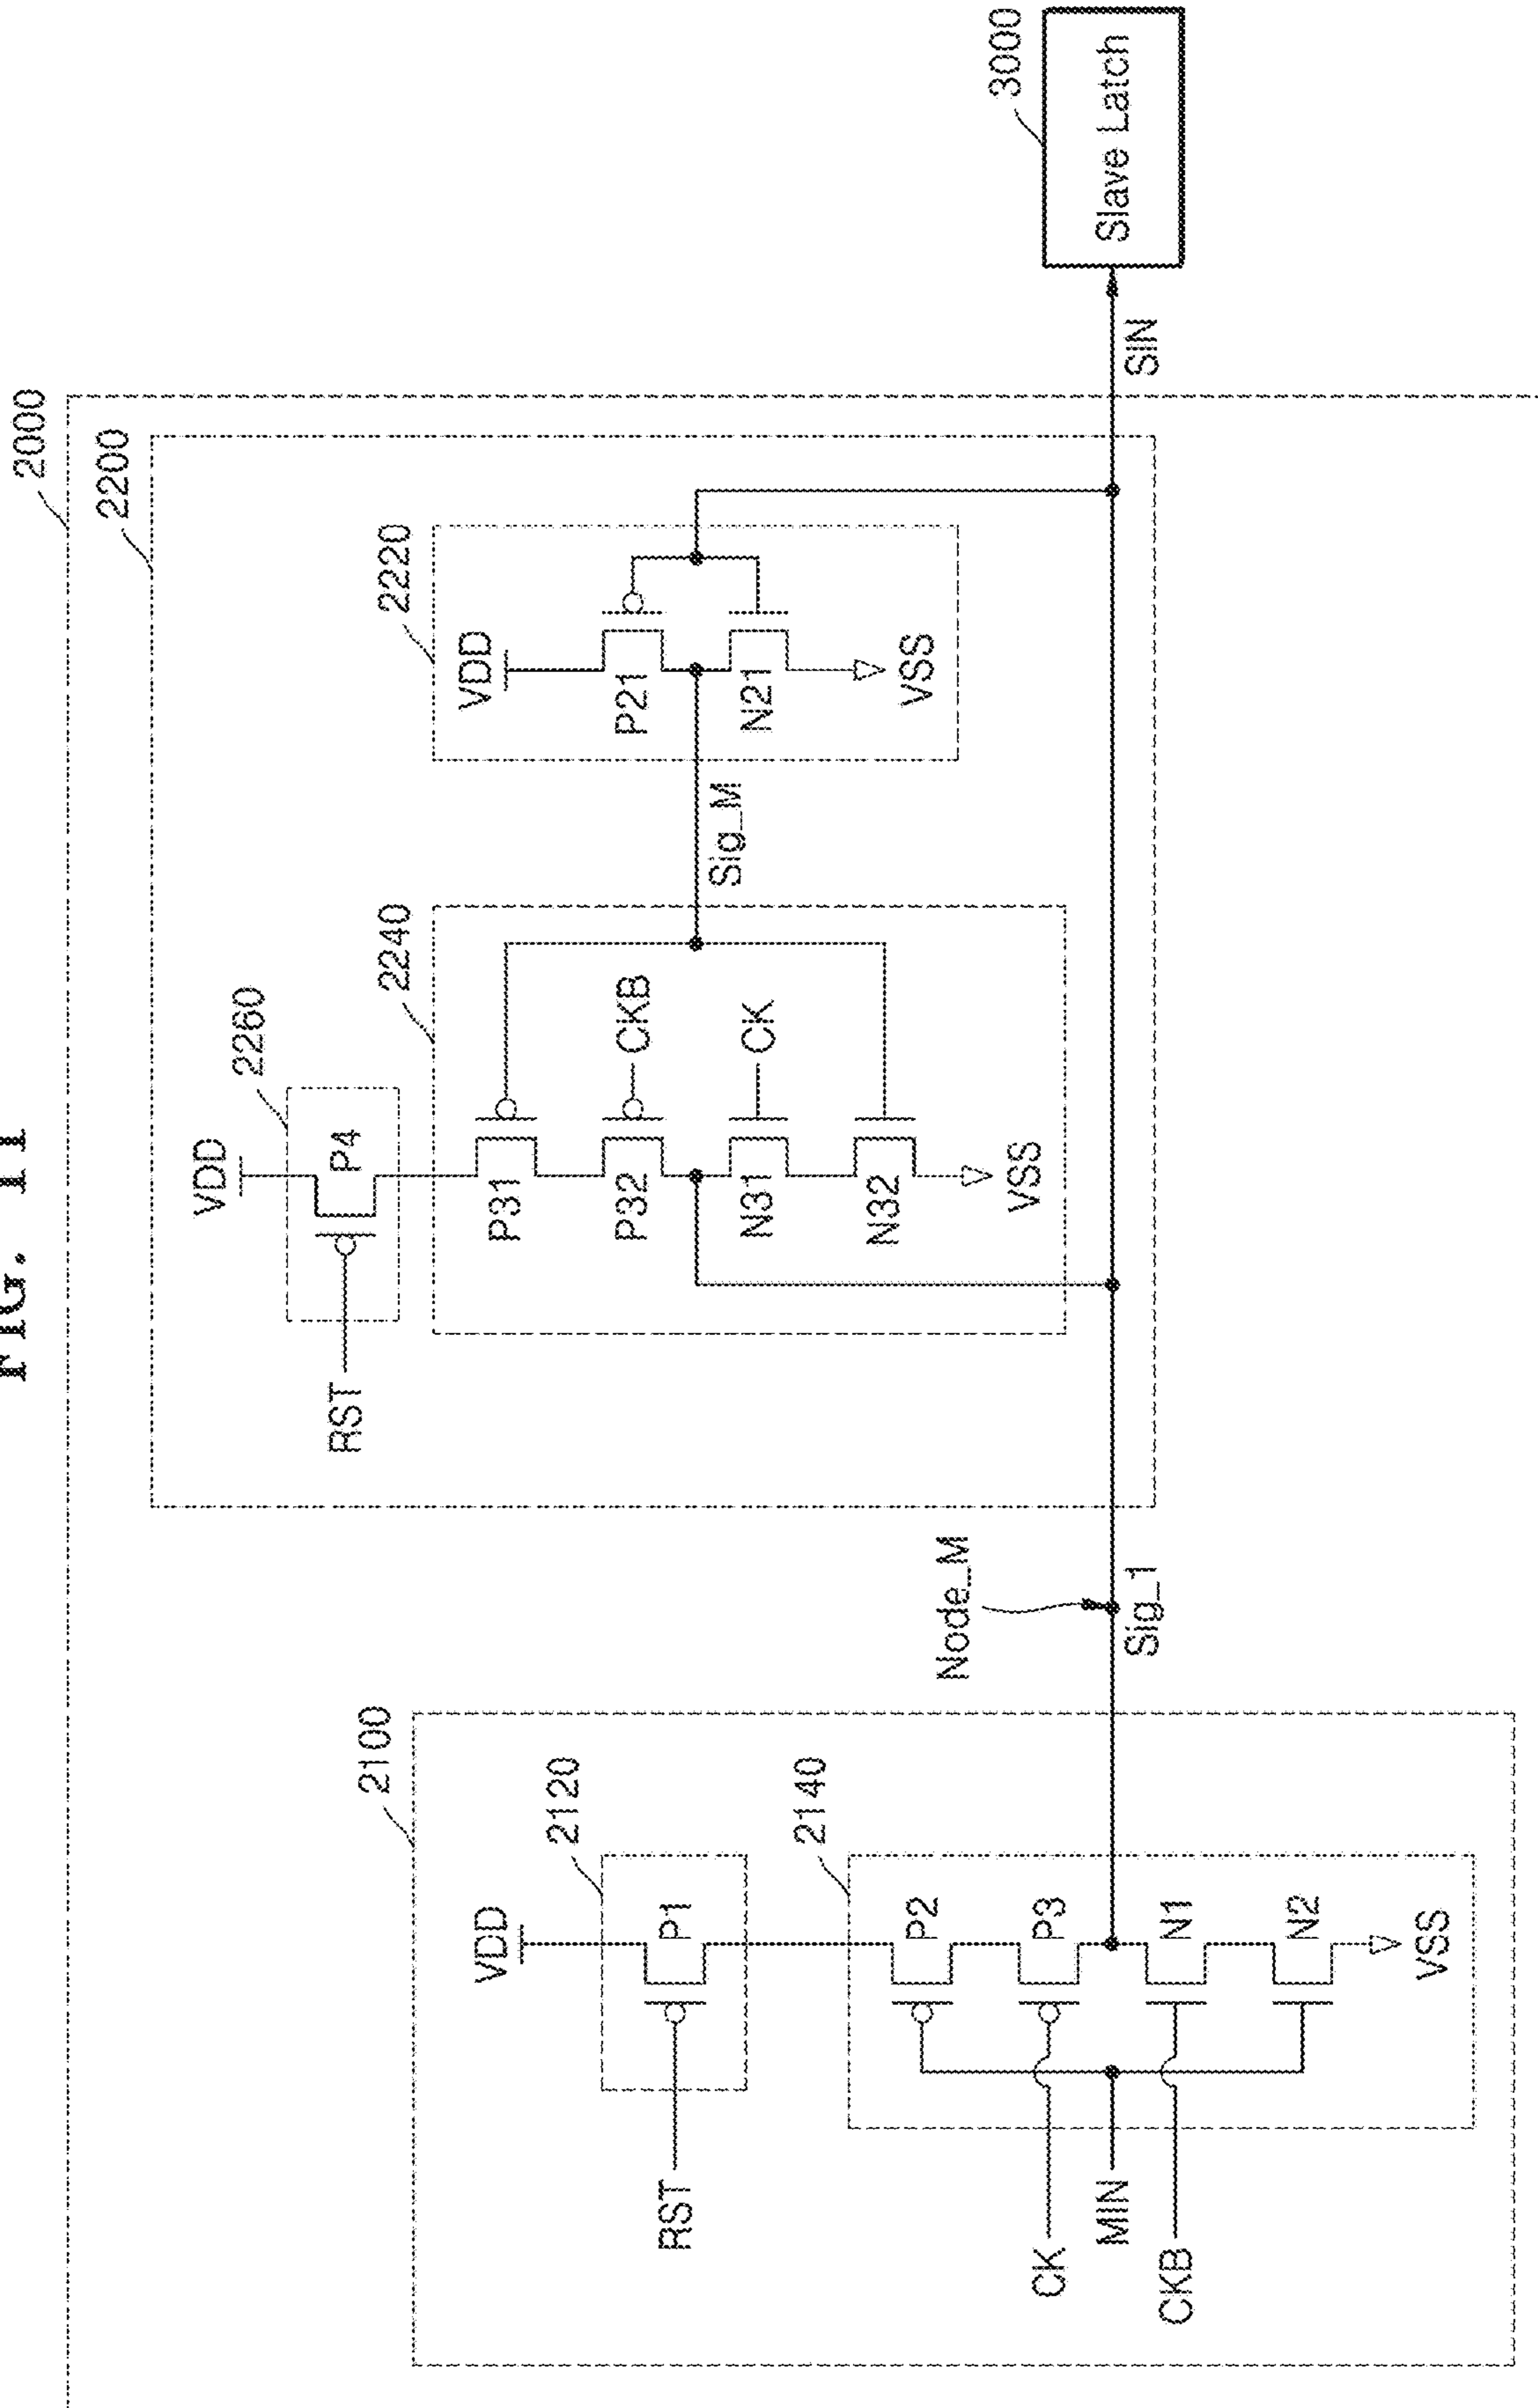 FIG. 11
2000
2200
2260
VDD
P4
RST
2240
P31
P32
CKB
N31
CK
N32
VSS
Sig_M
2220
VDD
P21
N21
VSS
2100
2120
VDD
P1
RST
2140
P2
P3
N1
N2
VSS
CK
MIN
CKB
Node_M
Sig_1
SIN
3000
Slave Latch